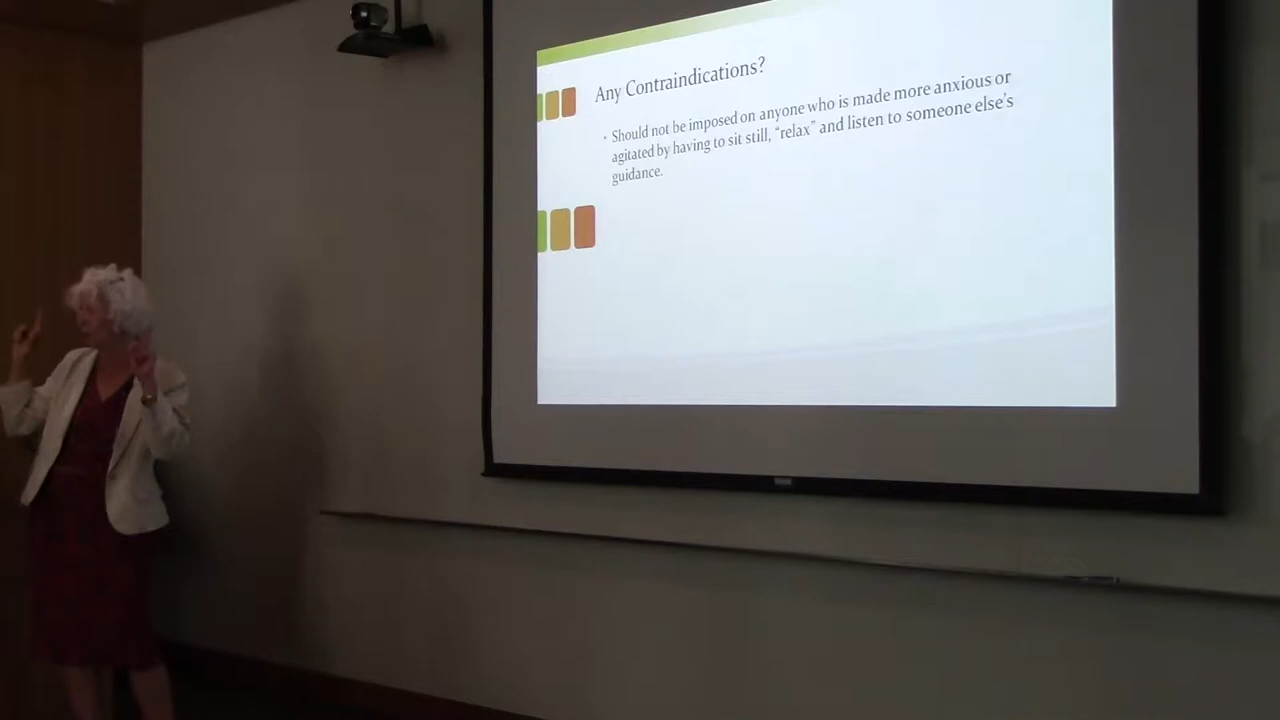 Any Contraindications?
• Should not be imposed on anyone who is made more anxious or
agitated by having to sit still, “relax” and listen to someone else’s
guidance.